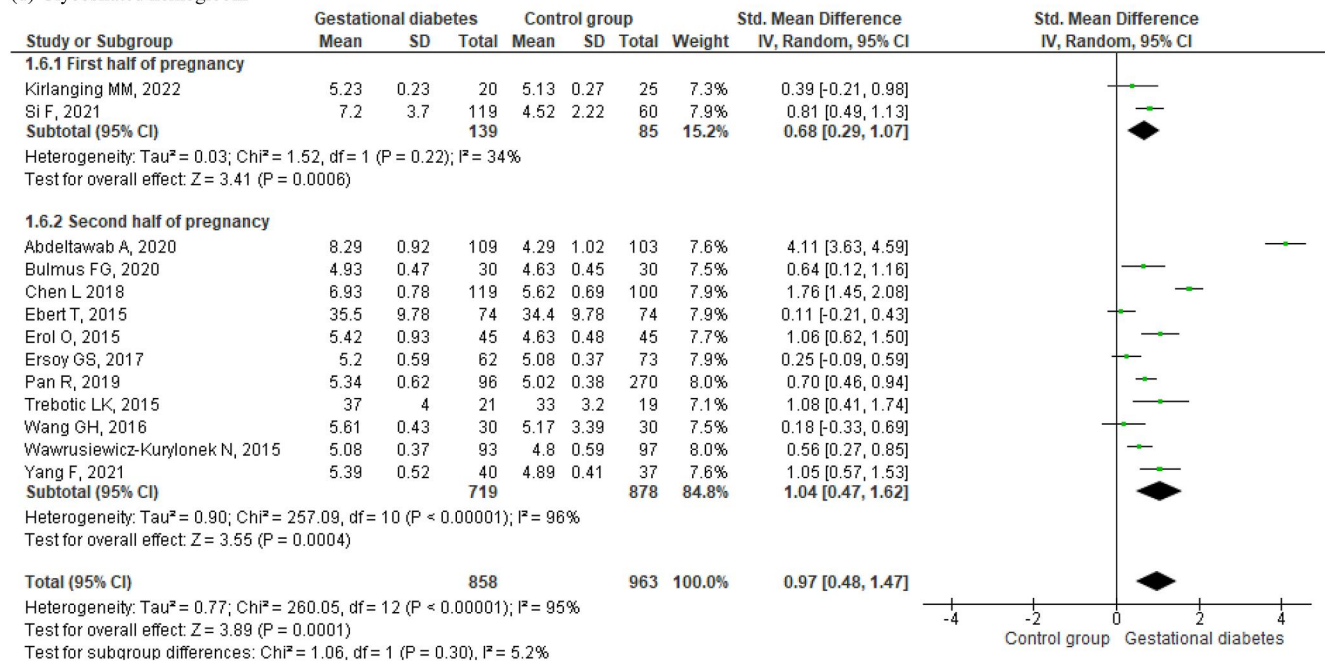 Gestational diabetes Control group Std. Mean Difference Std. Mean Difference
Study or Subgroup Mean SD Total Mean SD Total Weight IV, Random, 95% CI IV, Random, 95% CI
1.6.1 First half of pregnancy
Kirlanging MM, 2022 5.23 0.23 20 5.13 0.27 25 7.3% 0.39 [-0.21, 0.98]
Si F, 2021 7.2 3.7 119 4.52 2.22 60 7.9% 0.81 [0.49, 1.13]
Subtotal (95% CI) 139 85 15.2% 0.68 [0.29, 1.07]
Heterogeneity: Tau² = 0.03; Chi² = 1.52, df = 1 (P = 0.22); I² = 34%
Test for overall effect: Z = 3.41 (P = 0.0006)
1.6.2 Second half of pregnancy
Abdeltawab A, 2020 8.29 0.92 109 4.29 1.02 103 7.6% 4.11 [3.63, 4.59]
Bulmus FG, 2020 4.93 0.47 30 4.63 0.45 30 7.5% 0.64 [0.12, 1.16]
Chen L 2018 6.93 0.78 119 5.62 0.69 100 7.9% 1.76 [1.45, 2.08]
Ebert T, 2015 35.5 9.78 74 34.4 9.78 74 7.9% 0.11 [-0.21, 0.43]
Erol O, 2015 5.42 0.93 45 4.63 0.48 45 7.7% 1.06 [0.62, 1.50]
Ersoy GS, 2017 5.2 0.59 62 5.08 0.37 73 7.9% 0.25 [-0.09, 0.59]
Pan R, 2019 5.34 0.62 96 5.02 0.38 270 8.0% 0.70 [0.46, 0.94]
Trebotic LK, 2015 37 4 21 33 3.2 19 7.1% 1.08 [0.41, 1.74]
Wang GH, 2016 5.61 0.43 30 5.17 3.39 30 7.5% 0.18 [-0.33, 0.69]
Wawrusiewicz-Kurylonek N, 2015 5.08 0.37 93 4.8 0.59 97 8.0% 0.56 [0.27, 0.85]
Yang F, 2021 5.39 0.52 40 4.89 0.41 37 7.6% 1.05 [0.57, 1.53]
Subtotal (95% CI) 719 878 84.8% 1.04 [0.47, 1.62]
Heterogeneity: Tau² = 0.90; Chi² = 257.09, df = 10 (P < 0.00001); I² = 96%
Test for overall effect: Z = 3.55 (P = 0.0004)
Total (95% CI) 858 963 100.0% 0.97 [0.48, 1.47]
Heterogeneity: Tau² = 0.77; Chi² = 260.05, df = 12 (P < 0.00001); I² = 95%
Test for overall effect: Z = 3.89 (P = 0.0001)
Test for subgroup differences: Chi² = 1.06, df = 1 (P = 0.30), I² = 5.2%
-4 -2 0 2 4
Control group Gestational diabetes